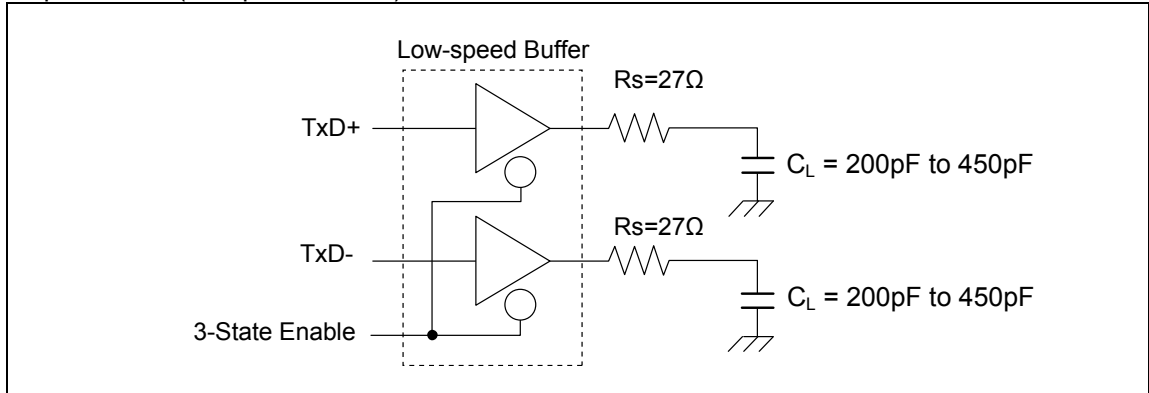 Low-speed Buffer
Rs=27Ω
TxD+
C_L = 200pF to 450pF
Rs=27Ω
TxD-
C_L = 200pF to 450pF
3-State Enable